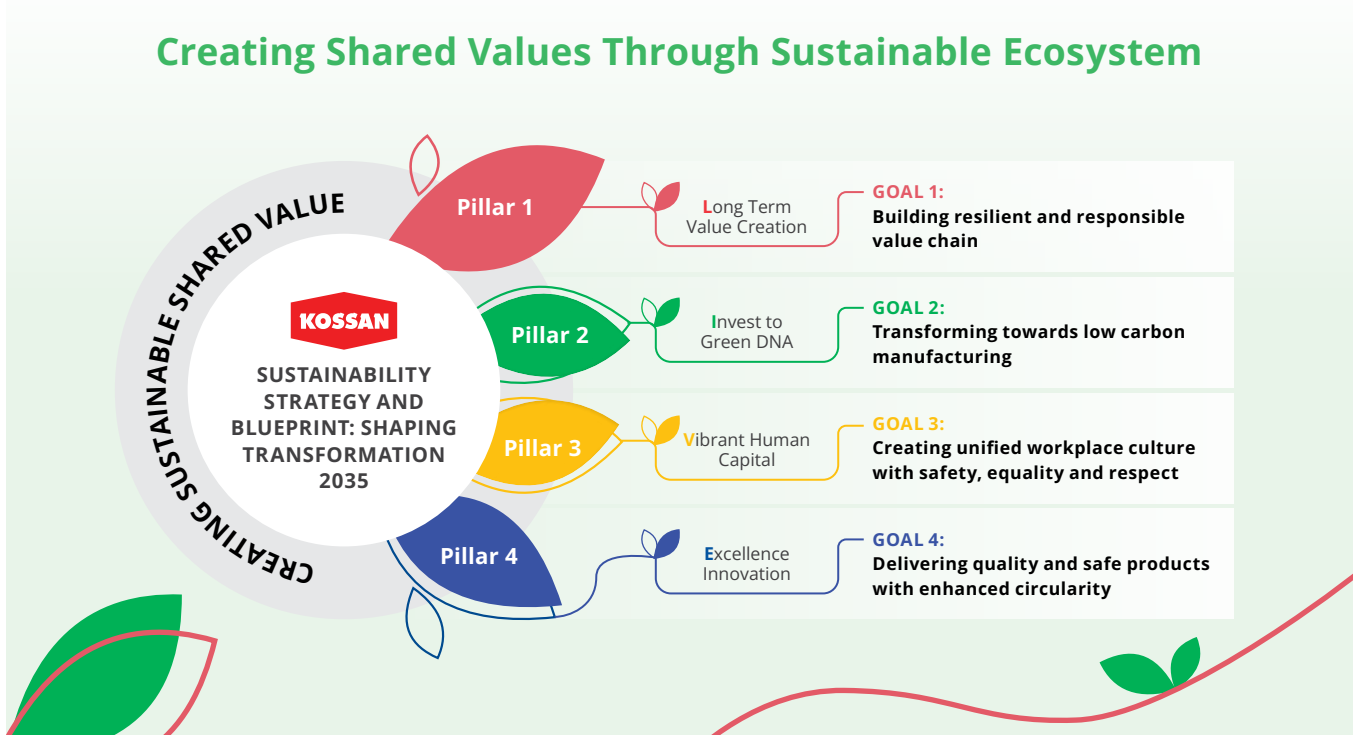 Creating Shared Values Through Sustainable Ecosystem
CREATING SUSTAINABLE SHARED VALUE
KOSSAN
SUSTAINABILITY
STRATEGY AND
BLUEPRINT: SHAPING
TRANSFORMATION
2035
Pillar 1
Long Term
Value Creation
GOAL 1:
Building resilient and responsible
value chain
Pillar 2
Invest to
Green DNA
GOAL 2:
Transforming towards low carbon
manufacturing
Pillar 3
Vibrant Human
Capital
GOAL 3:
Creating unified workplace culture
with safety, equality and respect
Pillar 4
Excellence
Innovation
GOAL 4:
Delivering quality and safe products
with enhanced circularity